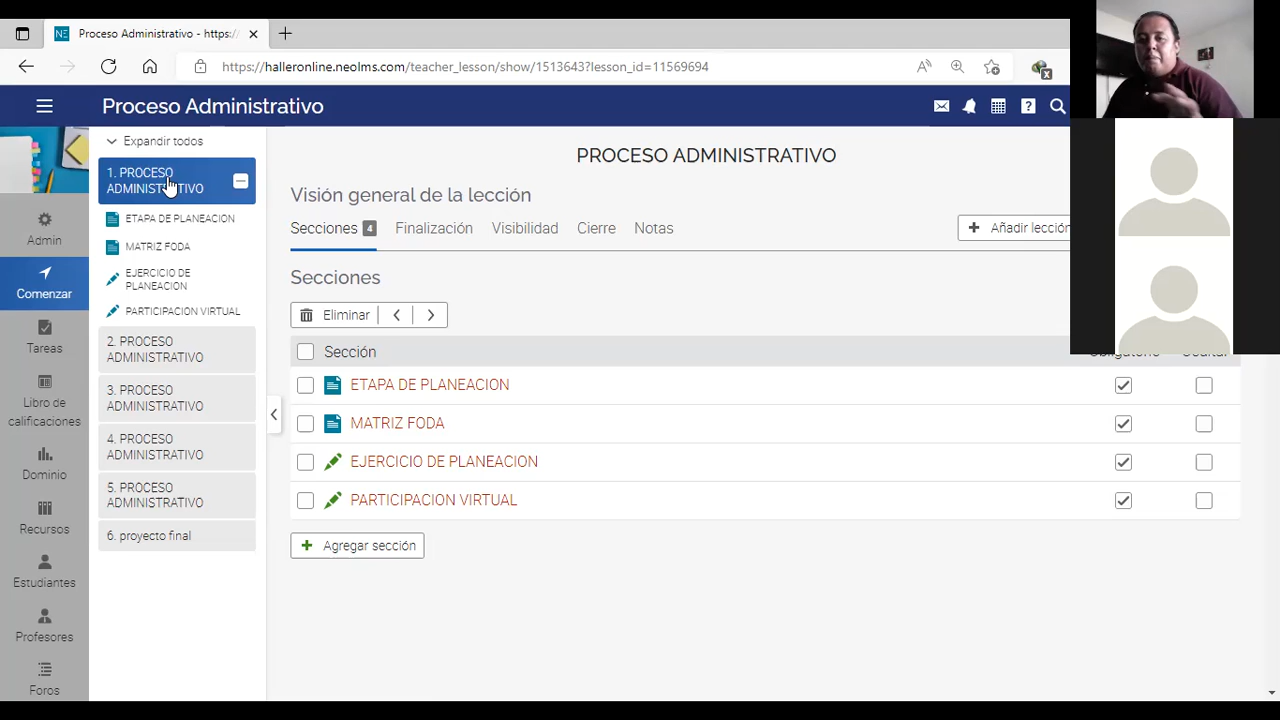 Proceso Administrativo - https://
https://halleronline.neolms.com/teacher_lesson/show/1513643?lesson_id=11569694
Proceso Administrativo
Expandir todos
1. PROCESO
ADMINISTRATIVO
ETAPA DE PLANEACION
MATRIZ FODA
EJERCICIO DE
PLANEACION
PARTICIPACION VIRTUAL
2. PROCESO
ADMINISTRATIVO
3. PROCESO
ADMINISTRATIVO
4. PROCESO
ADMINISTRATIVO
5. PROCESO
ADMINISTRATIVO
6. proyecto final
Admin
Comenzar
Tareas
Libro de
calificaciones
Dominio
Recursos
Estudiantes
Profesores
Foros
PROCESO ADMINISTRATIVO
Visión general de la lección
Secciones 4 Finalización Visibilidad Cierre Notas
+ Añadir lección
Secciones
Eliminar
Sección
ETAPA DE PLANEACION
MATRIZ FODA
EJERCICIO DE PLANEACION
PARTICIPACION VIRTUAL
+ Agregar sección